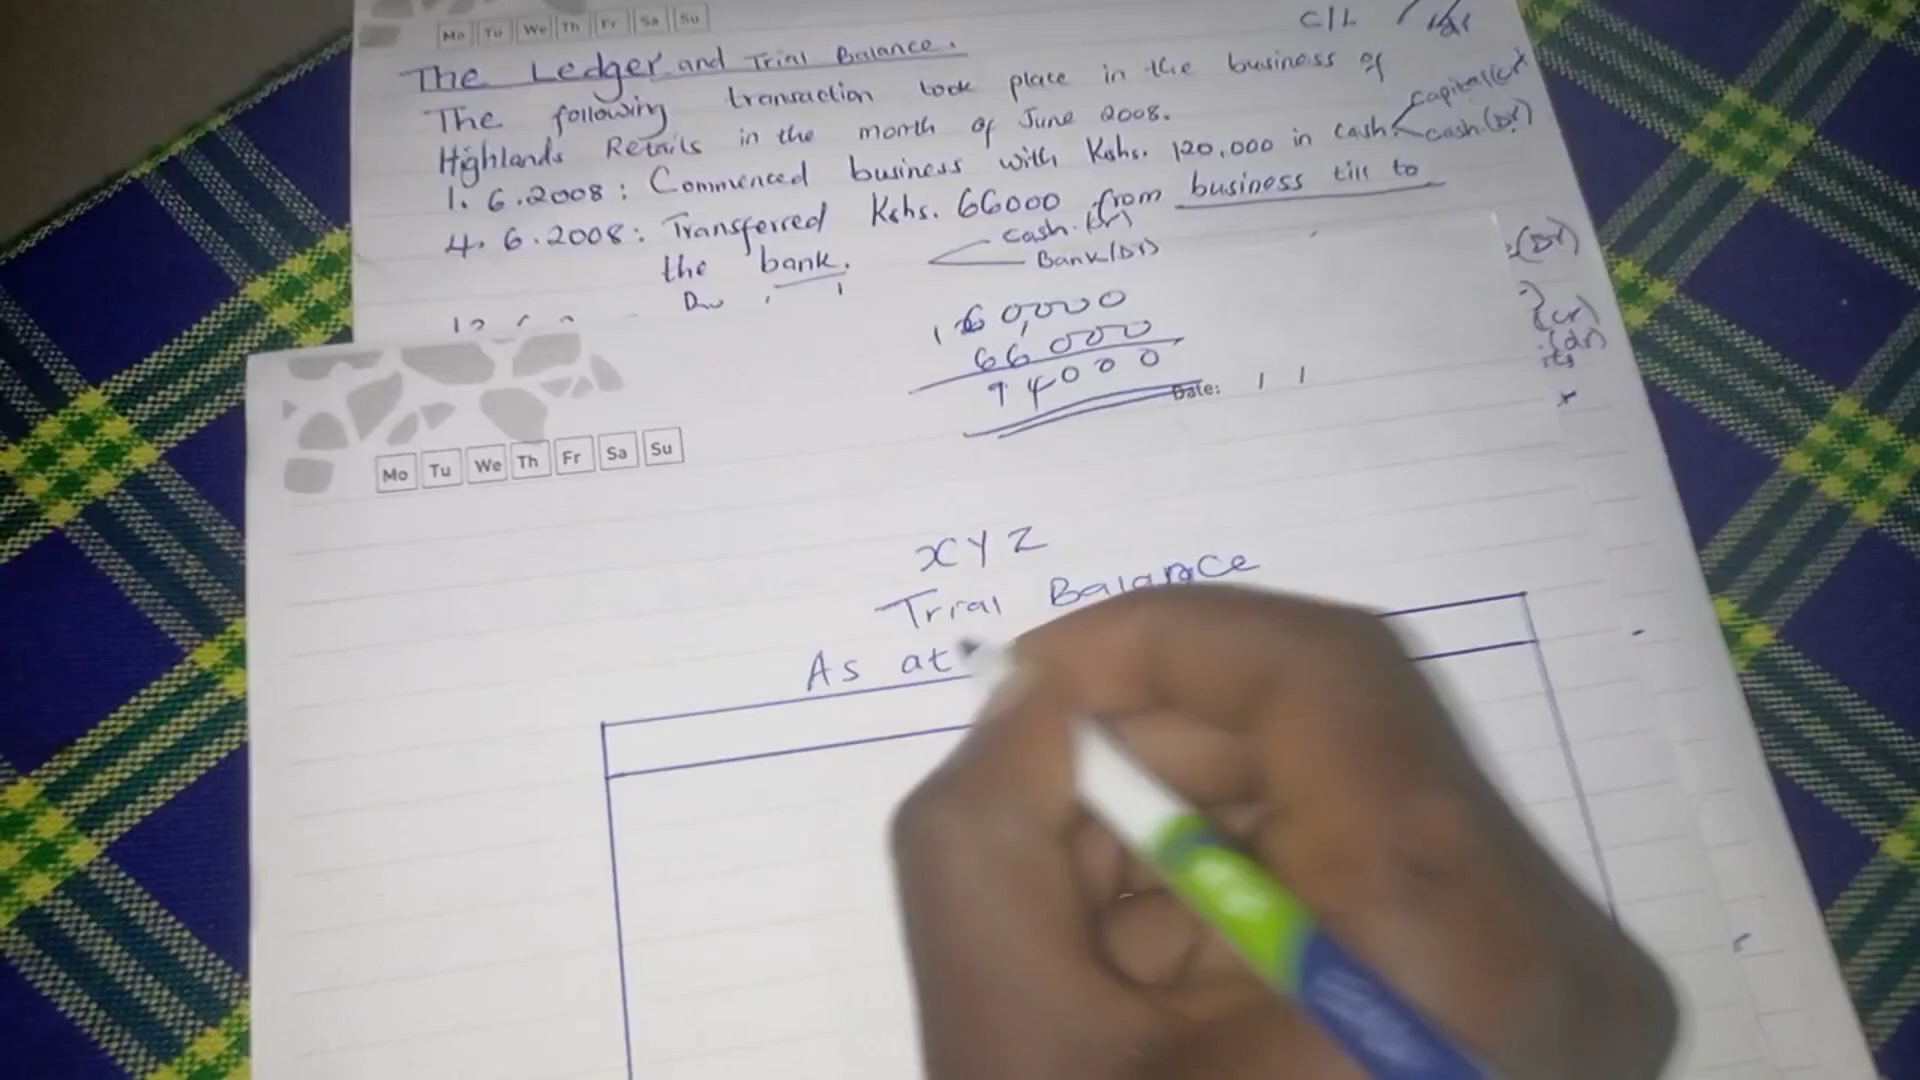 Mo Tu We Th Fr Sa Su
C/L
The Ledger and Trial Balance.
The following transaction took place in the business of
Highlands Retails in the month of June 2008.
1. 6.2008: Commenced business with Kshs. 120,000 in cash.
capital(cr)
cash(Dr)
4. 6.2008: Transferred Kshs. 66000 from business till to
the bank.
cash.(cr)
Bank(Dr)
(Dr)
(cr)
(dr)
160,000
66000
94000
Date: / /
Mo Tu We Th Fr Sa Su
XYZ
Trial Balance
As at